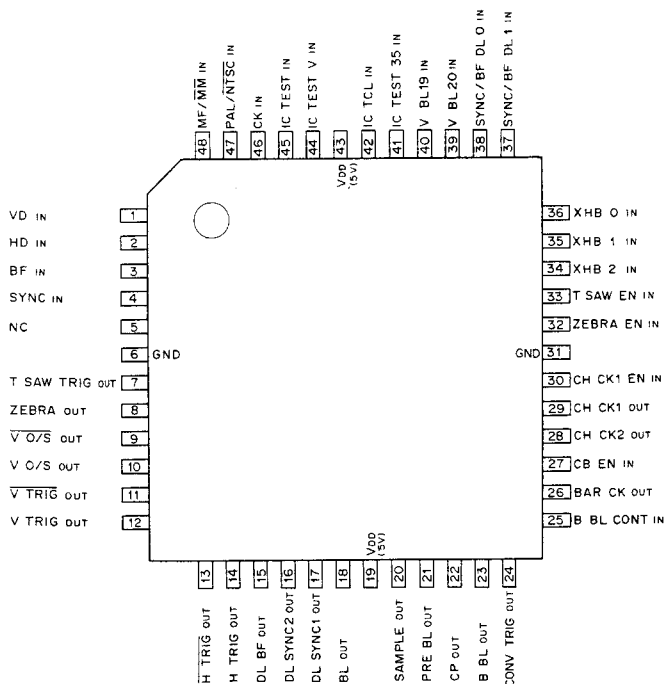 48 MF/MM IN
47 PAL/NTSC IN
46 CK IN
45 IC TEST IN
44 IC TEST V IN
43 VDD (5V)
42 IC TCL IN
41 IC TEST 35 IN
40 V BL19 IN
39 V BL20 IN
38 SYNC/BF DL 0 IN
37 SYNC/BF DL 1 IN
VD IN 1
HD IN 2
BF IN 3
SYNC IN 4
NC 5
6 GND
T SAW TRIG OUT 7
ZEBRA OUT 8
V O/S OUT 9
V O/S OUT 10
V TRIG OUT 11
V TRIG OUT 12
36 XHB 0 IN
35 XHB 1 IN
34 XHB 2 IN
33 T SAW EN IN
32 ZEBRA EN IN
GND 31
30 CH CK1 EN IN
29 CH CK1 OUT
28 CH CK2 OUT
27 CB EN IN
26 BAR CK OUT
25 B BL CONT IN
H TRIG OUT 13
H TRIG OUT 14
DL BF OUT 15
DL SYNC2 OUT 16
DL SYNC1 OUT 17
BL OUT 18
19 VDD (5V)
SAMPLE OUT 20
PRE BL OUT 21
CP OUT 22
B BL OUT 23
CONV TRIG OUT 24